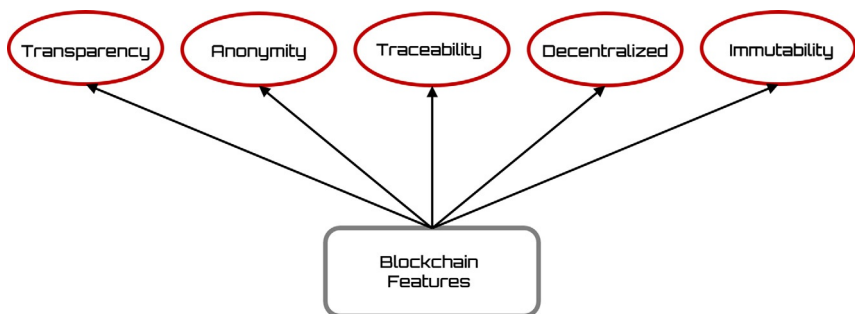 Transparency
Anonymity
Traceability
Decentralized
Immutability
Blockchain
Features